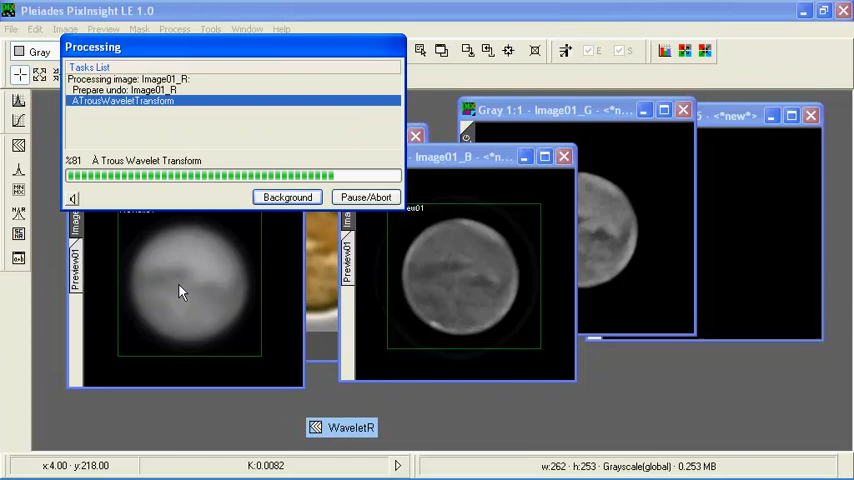 Pleiades PixInsight LE 1.0
File Edit Image Preview Mask Process Tools Window Help
Gray
E S
Processing
Tasks List
Processing image: Image01_R:
Prepare undo: Image01_R
ATrousWaveletTransform
%81 À Trous Wavelet Transform
Background Pause/Abort
Gray 1:1 - Image01_G - <*n...
5 - <*new*>
- Image01_B - <*n...
Preview01
Preview01
WaveletR
x:4.00 · y:218.00
K:0.0082
w:262 · h:253 · Grayscale(global) · 0.253 MB